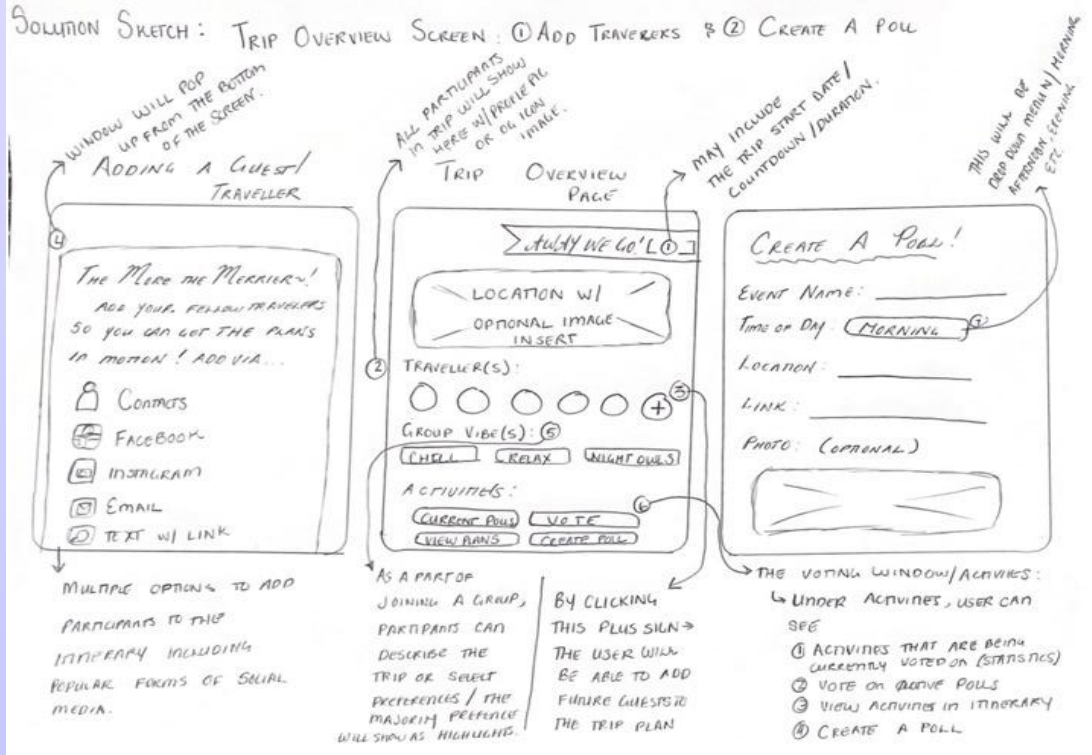 SOLUTION SKETCH: TRIP OVERVIEW SCREEN: ① ADD TRAVERERS & ② CREATE A POLL
WINDOW WILL POP
UP FROM THE BOTTOM
OF THE SCREEN.
ADDING A GUEST/
TRAVELLER
④
THE MORE THE MERRIER~!
ADD YOUR FELLOW TRAVELERS
SO YOU CAN GET THE PLANS
IN MOTION! ADD VIA...
CONTACTS
FACEBOOK
INSTAGRAM
EMAIL
TEXT W/ LINK
MULTIPLE OPTIONS TO ADD
PARTICIPANTS TO THE
ITINERARY INCLUDING
POPULAR FORMS OF SOCIAL
MEDIA.
ALL PARTICIPANTS
IN TRIP WILL SHOW
HERE W/ PROFILE PIC
OR OG ICON
IMAGE.
TRIP OVERVIEW
PAGE
MAY INCLUDE
THE TRIP START DATE/
COUNTDOWN/DURATION.
AWAY WE GO! [①]
LOCATION W/
OPTIONAL IMAGE
INSERT
② TRAVELLER(S):
+ ③
GROUP VIBE(S): ⑤
CHILL RELAX NIGHT OWLS
ACTIVITIES: ⑥
CURRENT POLLS VOTE
VIEW PLANS CREATE POLL
AS A PART OF
JOINING A GROUP,
PARTIPANTS CAN
DESCRIBE THE
TRIP OR SELECT
PREFERENCES / THE
MAJORITY PREFENCE
WILL SHOW AS HIGHLIGHTS.
BY CLICKING
THIS PLUS SIGN →
THE USER WILL
BE ABLE TO ADD
FUTURE GUESTS TO
THE TRIP PLAN
THIS WILL BE
DROP DOWN MENU/MORNING
AFTERNOON, EVENING
ETC.
CREATE A POLL!
EVENT NAME:
TIME OF DAY: MORNING
LOCATION:
LINK:
PHOTO: (OPTIONAL)
THE VOTING WINDOW/ACTIVITES:
↳ UNDER ACTIVITIES, USER CAN
SEE
① ACTIVITIES THAT ARE BEING
CURRENTLY VOTED ON (STATISTICS)
② VOTE ON ACTIVE POLLS
③ VIEW ACTIVITIES IN ITINERARY
④ CREATE A POLL